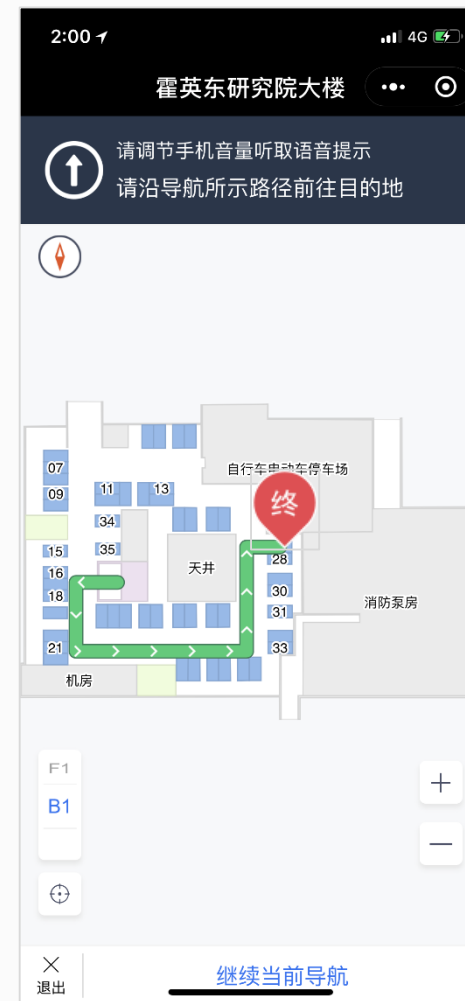 2:00
4G
霍英东研究院大楼
请调节手机音量听取语音提示
请沿导航所示路径前往目的地
07
自行车电动车停车场
09
11
13
终
34
15
35
28
16
天井
18
30
消防泵房
31
21
33
机房
F1
B1
退出
继续当前导航